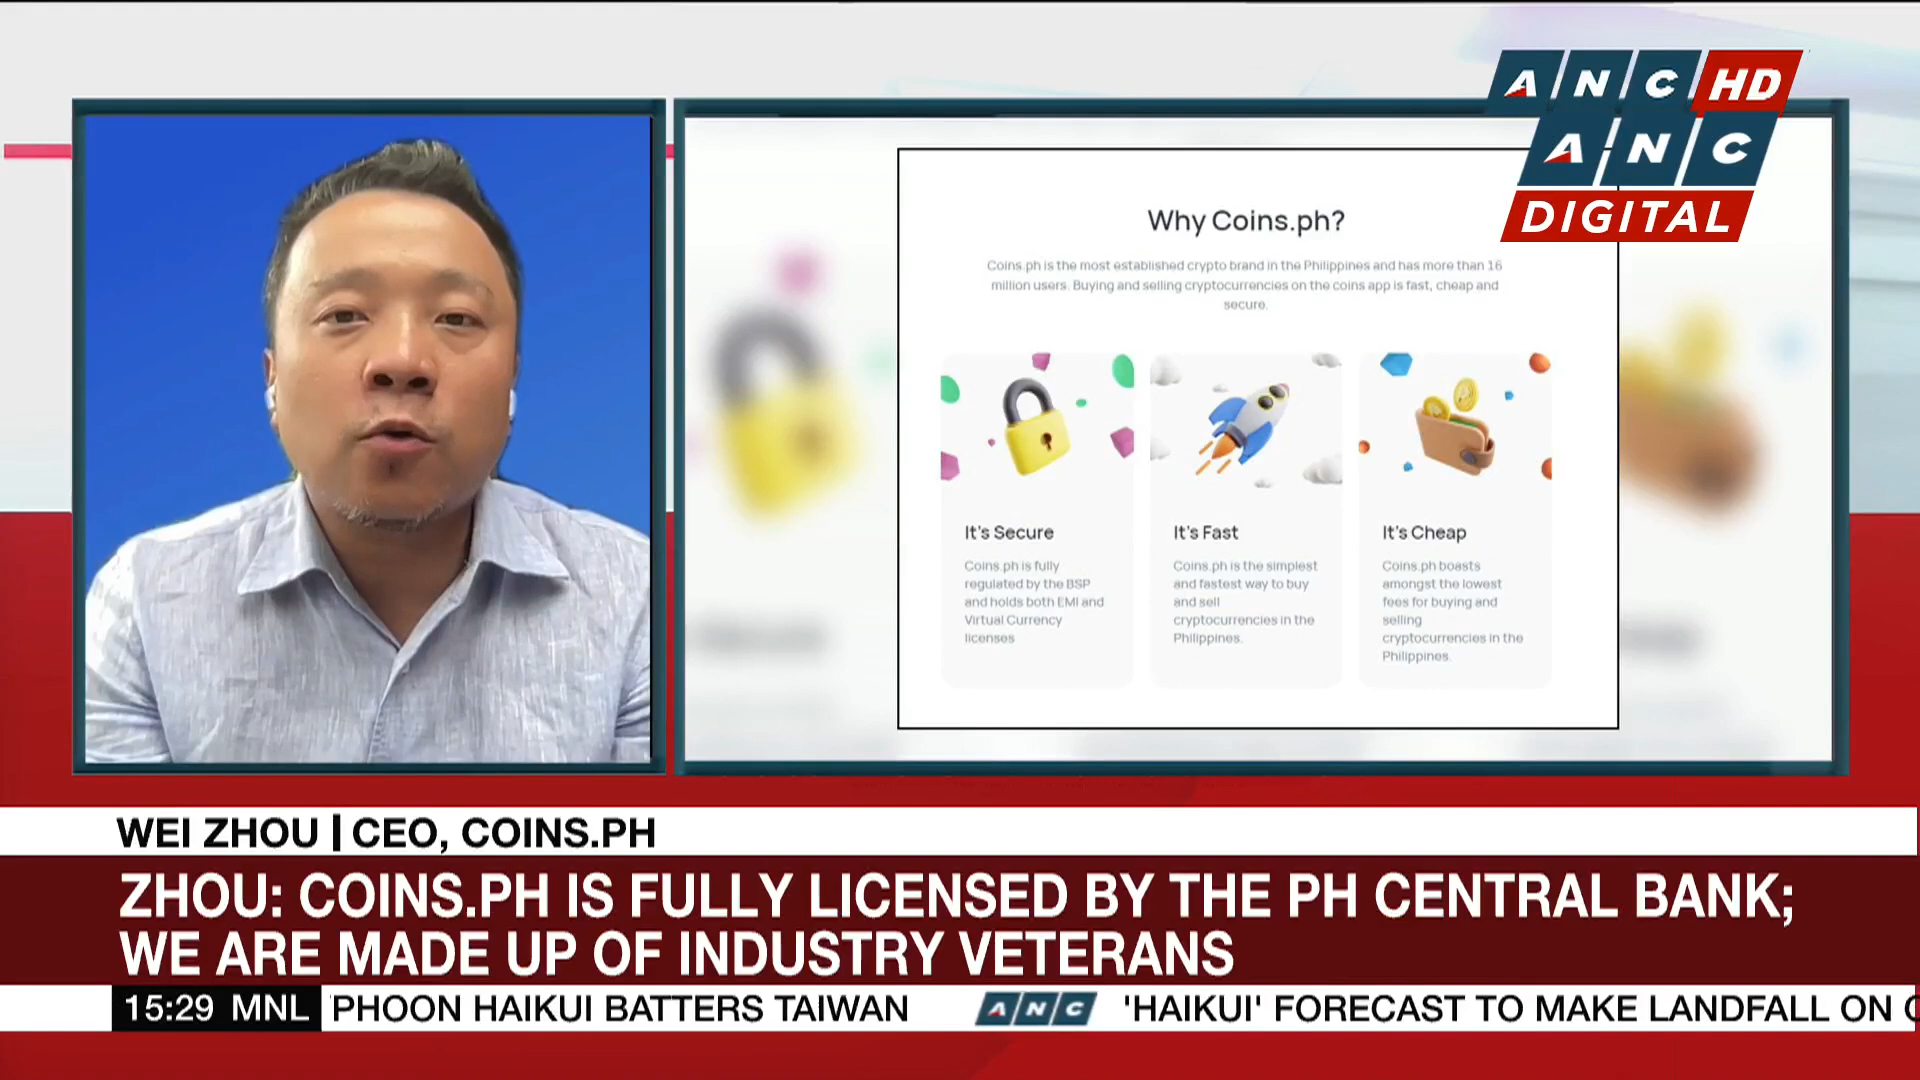 ANC HD
ANC
DIGITAL
Why Coins.ph?
Coins.ph is the most established crypto brand in the Philippines and has more than 16
million users. Buying and selling cryptocurrencies on the coins app is fast, cheap and
secure.
It's Secure
Coins.ph is fully
regulated by the BSP
and holds both EMI and
Virtual Currency
licenses
It's Fast
Coins.ph is the simplest
and fastest way to buy
and sell
cryptocurrencies in the
Philippines.
It's Cheap
Coins.ph boasts
amongst the lowest
fees for buying and
selling
cryptocurrencies in the
Philippines.
WEI ZHOU | CEO, COINS.PH
ZHOU: COINS.PH IS FULLY LICENSED BY THE PH CENTRAL BANK;
WE ARE MADE UP OF INDUSTRY VETERANS
15:29 MNL PHOON HAIKUI BATTERS TAIWAN ANC 'HAIKUI' FORECAST TO MAKE LANDFALL ON